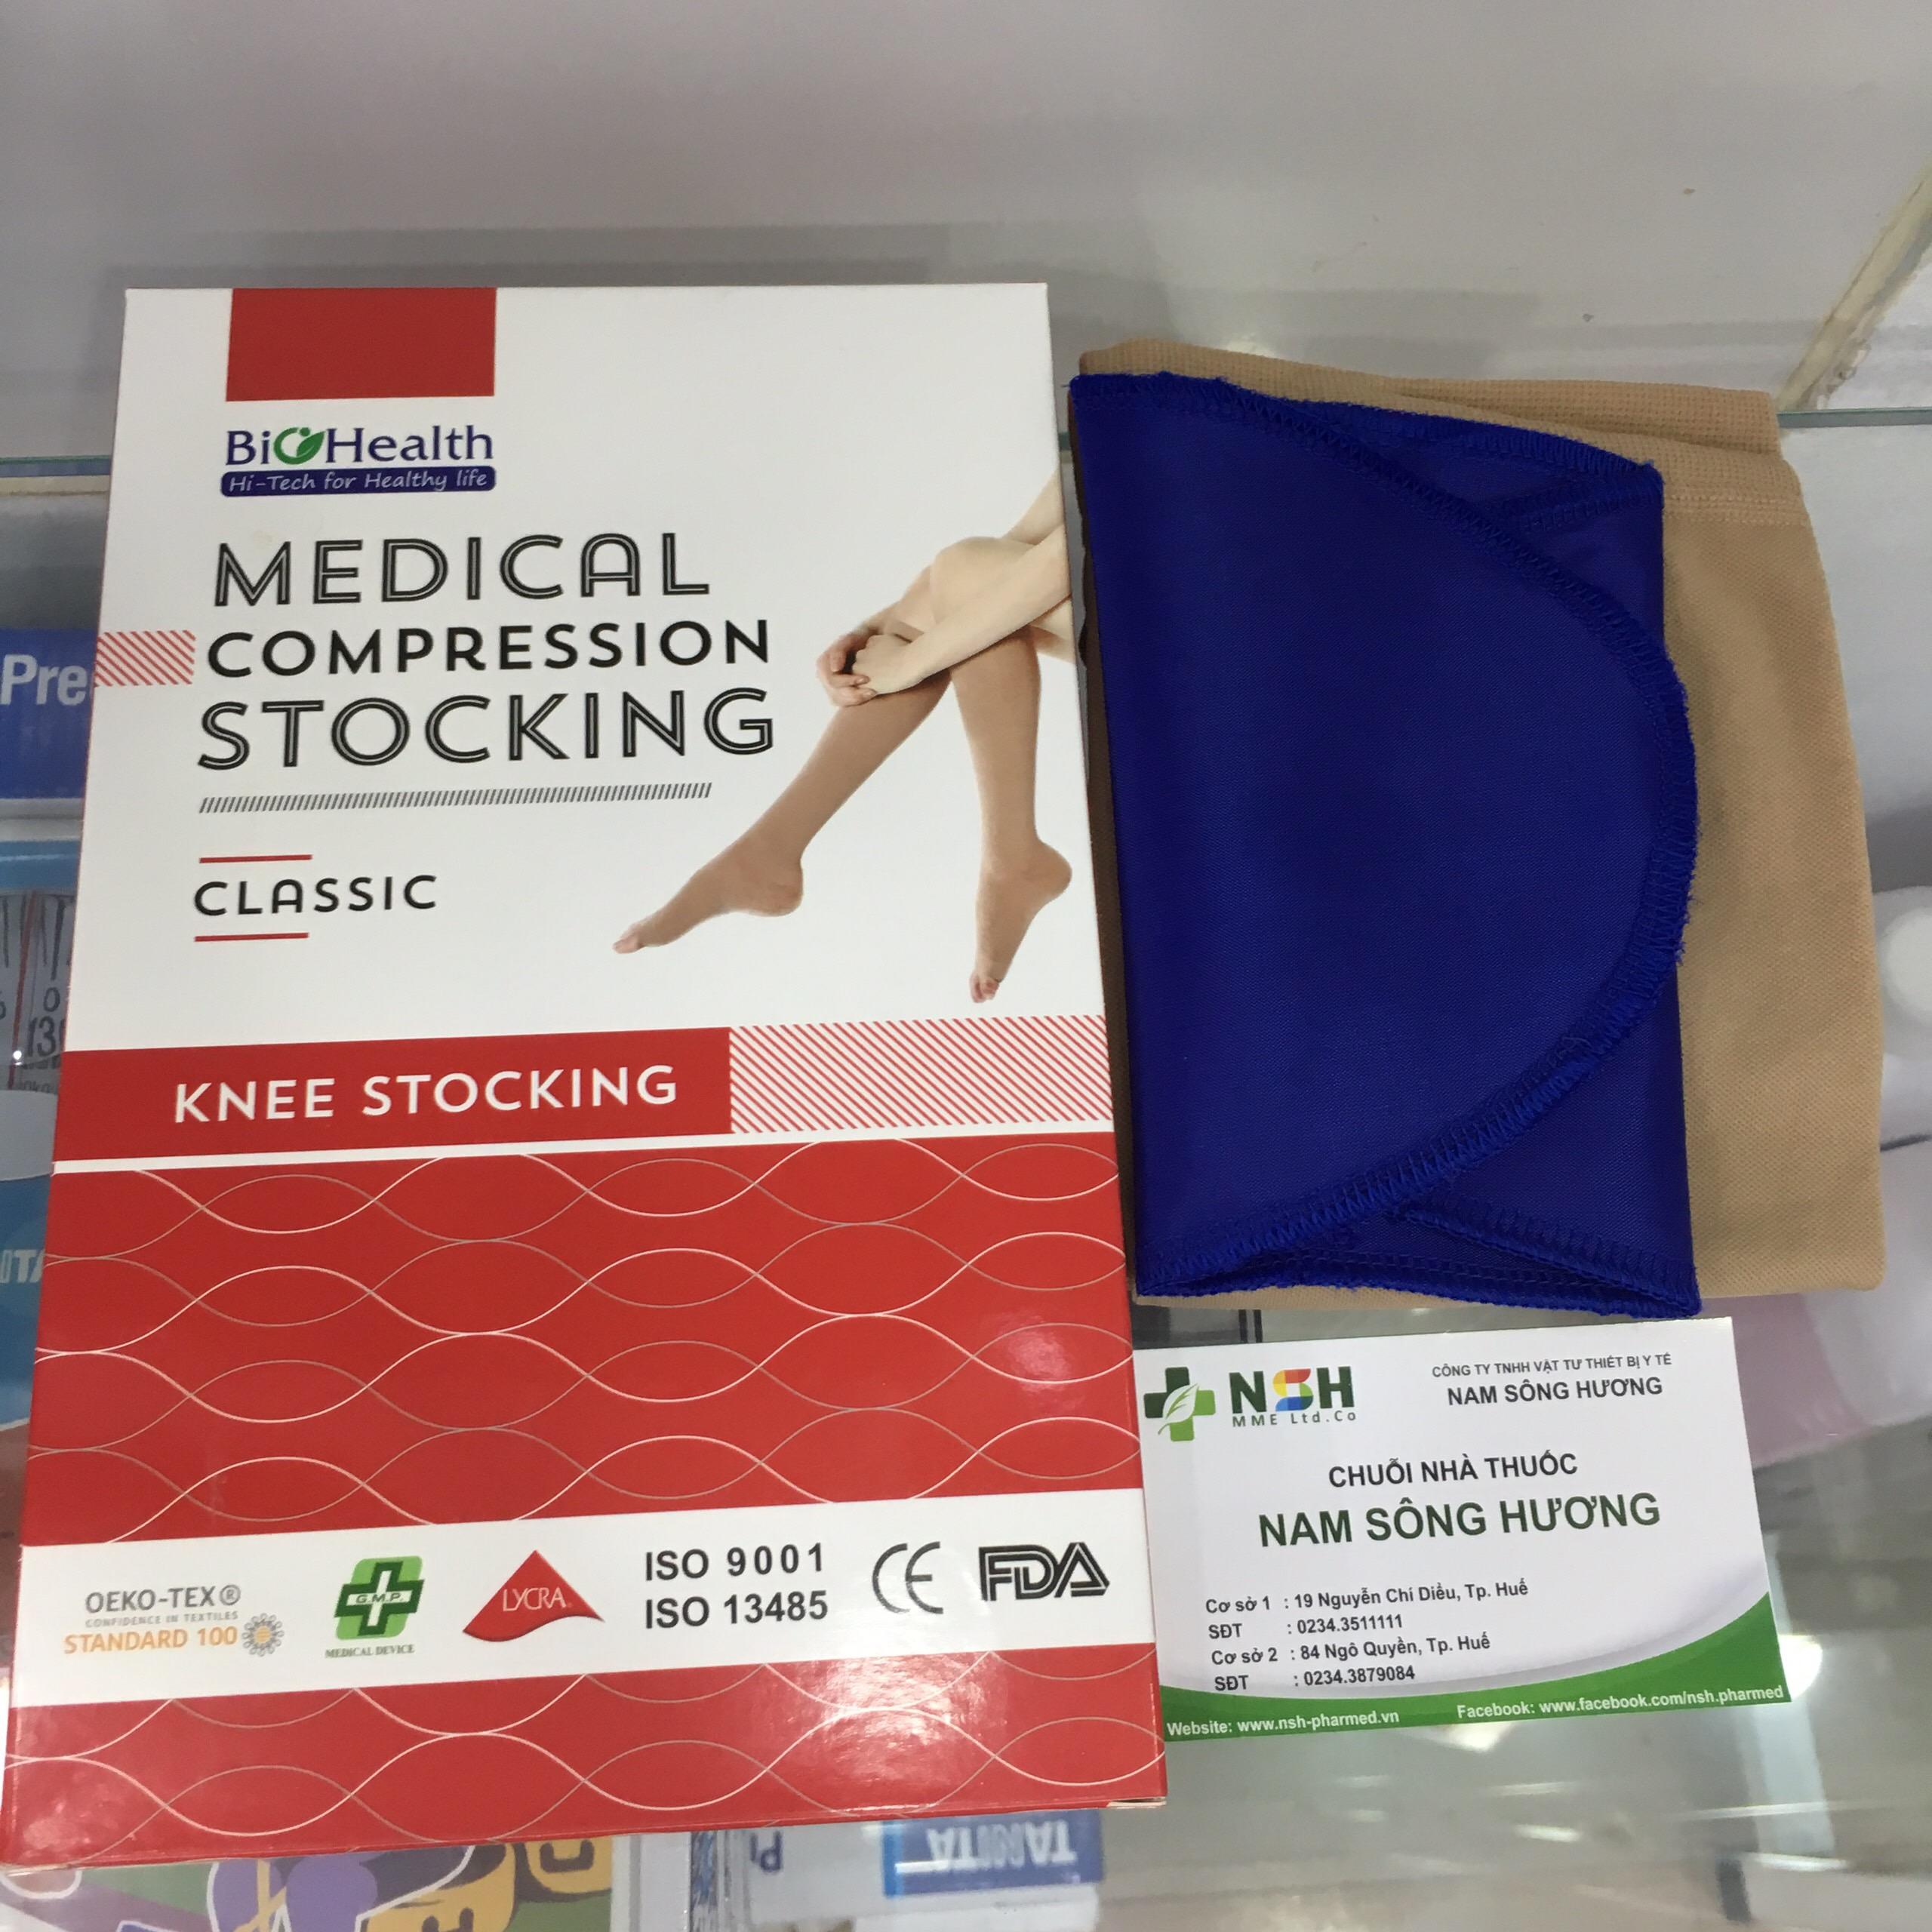 BiOHealth
Hi-Tech for Healthy life
MEDICAL
COMPRESSION
STOCKING
CLASSIC
KNEE STOCKING
OEKO-TEX®
CONFIDENCE IN TEXTILES
STANDARD 100
G.M.P.
MEDICAL DEVICE
LYCRA®
ISO 9001
ISO 13485
CE
FDA
NSH
MME Ltd.Co
CÔNG TY TNHH VẬT TƯ THIẾT BỊ Y TẾ
NAM SÔNG HƯƠNG
CHUỖI NHÀ THUỐC
NAM SÔNG HƯƠNG
Cơ sở 1 : 19 Nguyễn Chí Diểu, Tp. Huế
SĐT : 0234.3511111
Cơ sở 2 : 84 Ngô Quyền, Tp. Huế
SĐT : 0234.3879084
Website: www.nsh-pharmed.vn
Facebook: www.facebook.com/nsh.pharmed
Pre
TANITA